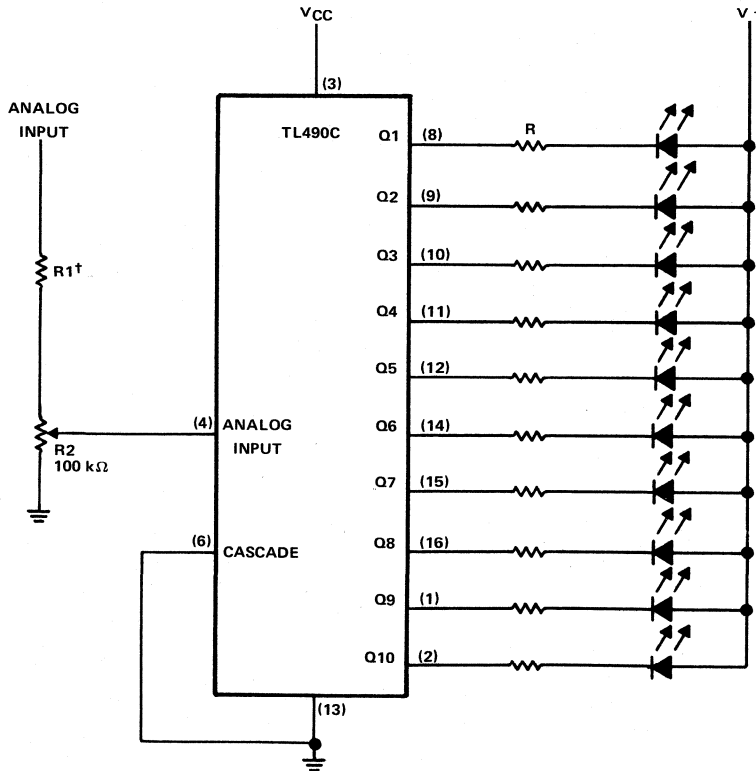 VCC
V+
(3)
ANALOG
INPUT
TL490C
Q1
(8)
R
Q2
(9)
Q3
(10)
R1†
Q4
(11)
Q5
(12)
(4)
ANALOG
INPUT
Q6
(14)
R2
100 kΩ
Q7
(15)
(6)
CASCADE
Q8
(16)
Q9
(1)
Q10
(2)
(13)